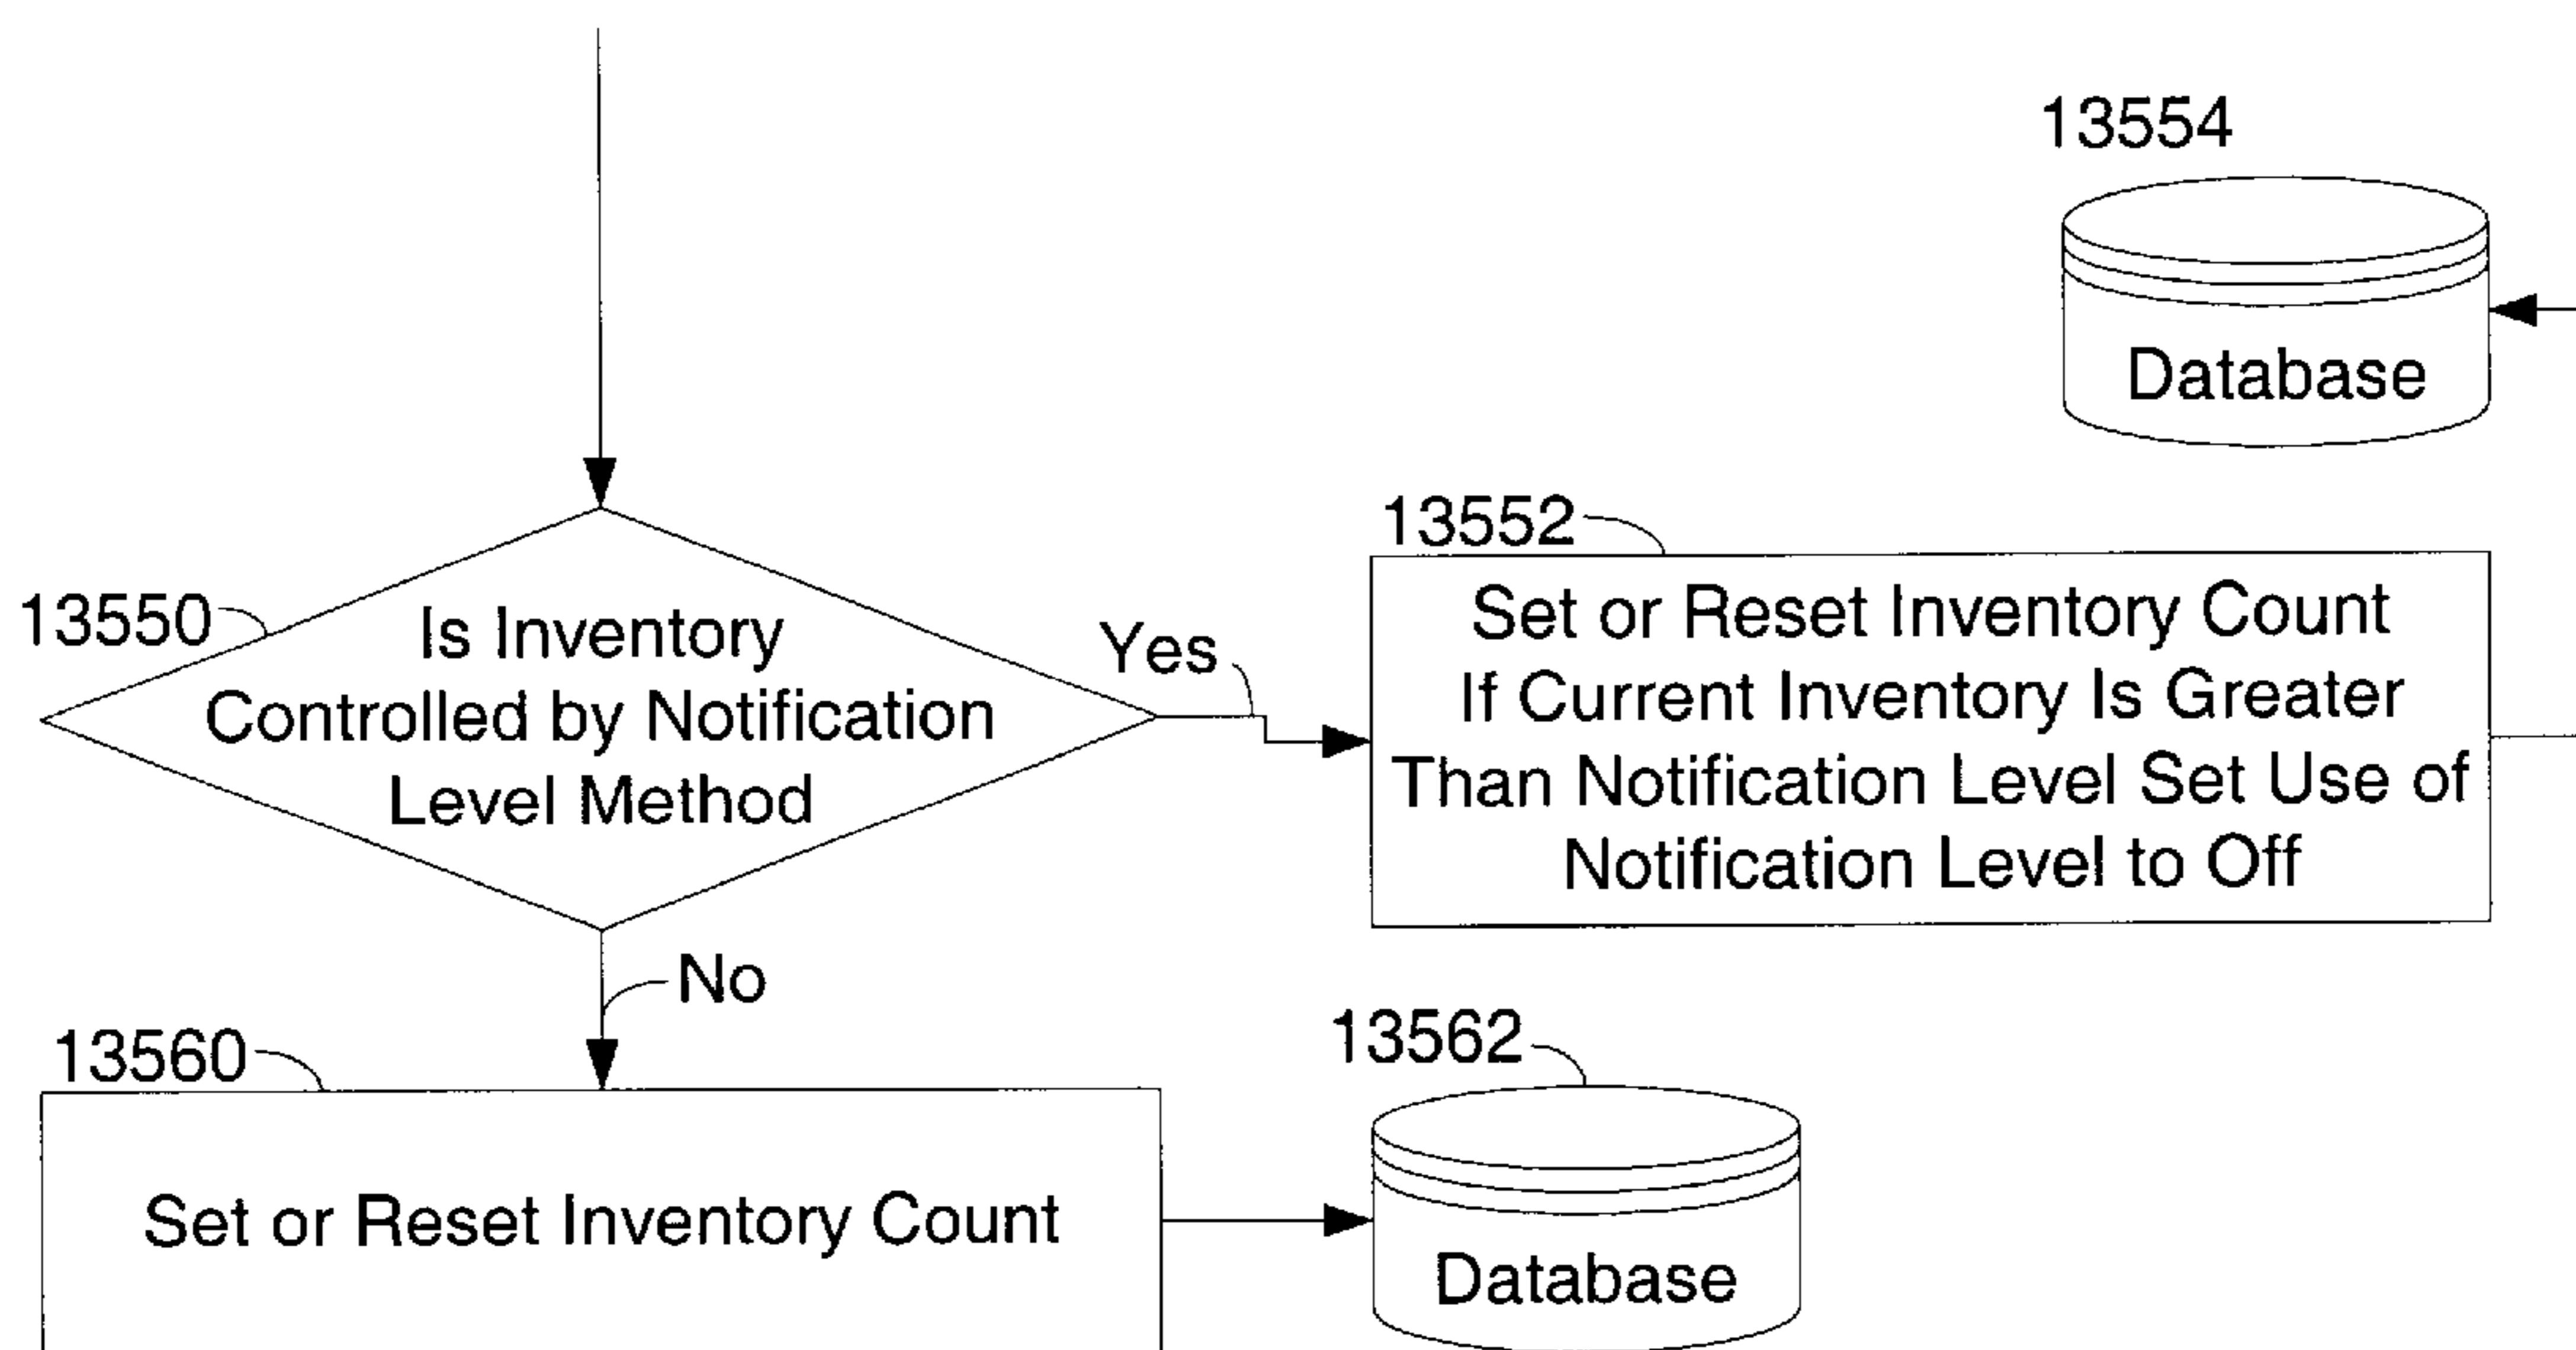 13554
Database
13552
Set or Reset Inventory Count
If Current Inventory Is Greater
Than Notification Level Set Use of
Notification Level to Off
13550
Is Inventory
Controlled by Notification
Level Method
Yes
No
13560
Set or Reset Inventory Count
13562
Database